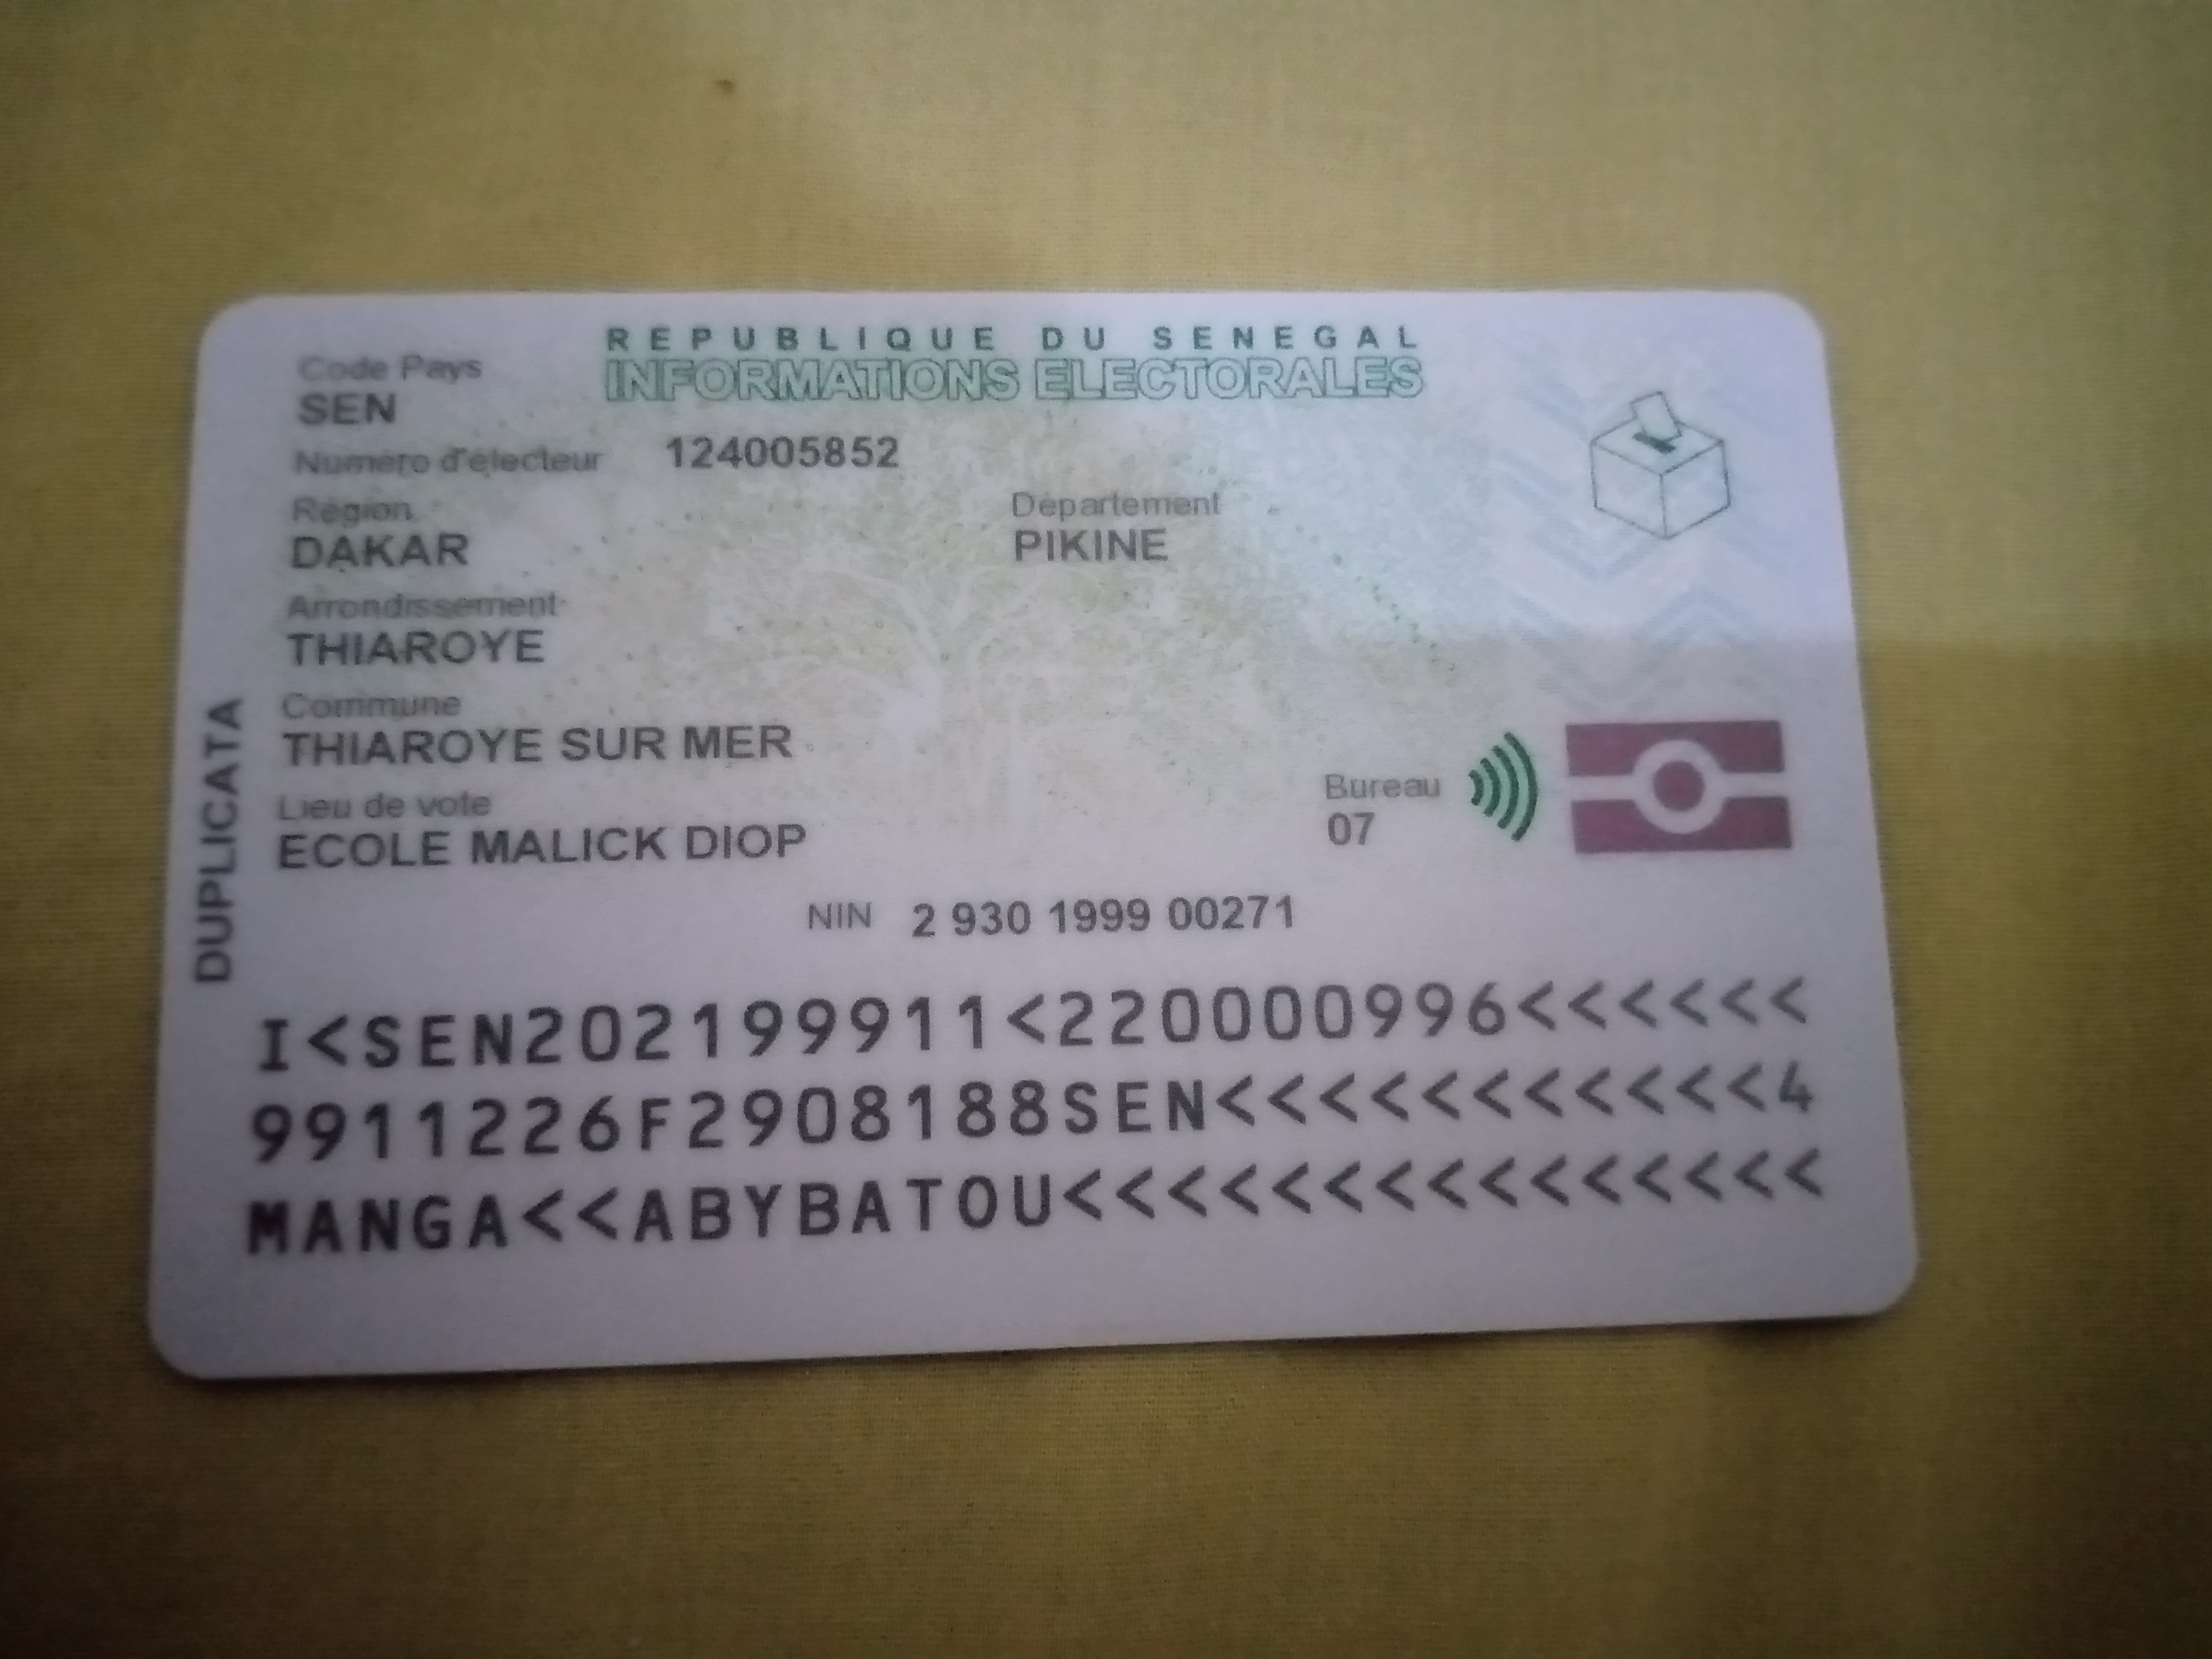 REPUBLIQUE DU SENEGAL
INFORMATIONS ELECTORALES
Code Pays
SEN
Numéro d'électeur 124005852
Région Département
DAKAR PIKINE
Arrondissement
THIAROYE
Commune
THIAROYE SUR MER
Lieu de vote Bureau
ECOLE MALICK DIOP 07
DUPLICATA
NIN 2 930 1999 00271
I<SEN202199911<220000996<<<<<<
9911226F2908188SEN<<<<<<<<<<<4
MANGA<<ABYBATOU<<<<<<<<<<<<<<<